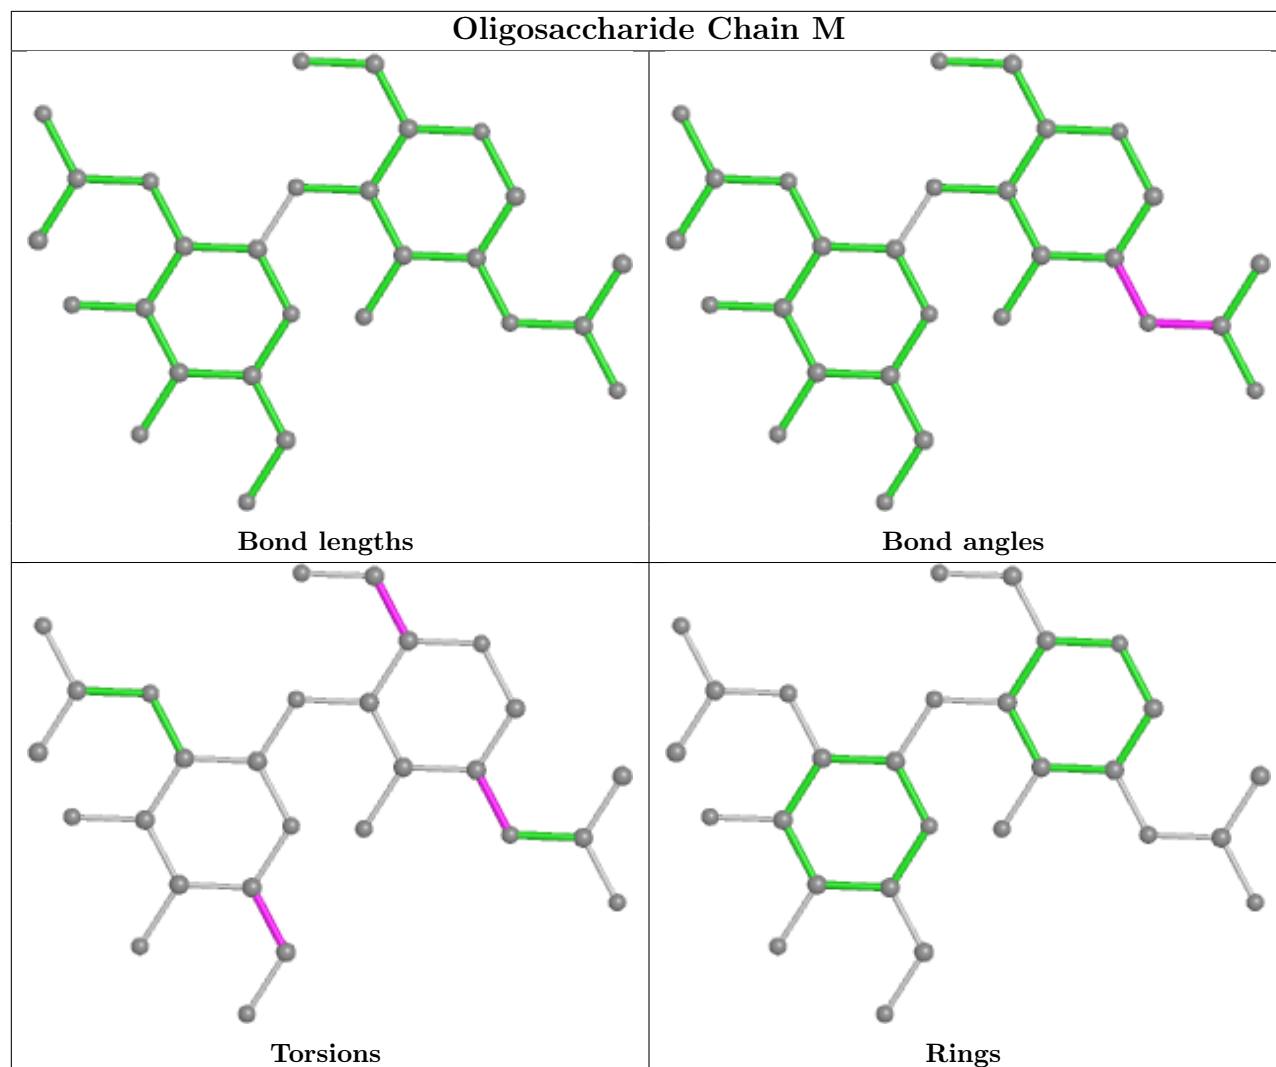 Oligosaccharide Chain M
Bond lengths
Bond angles
Torsions
Rings